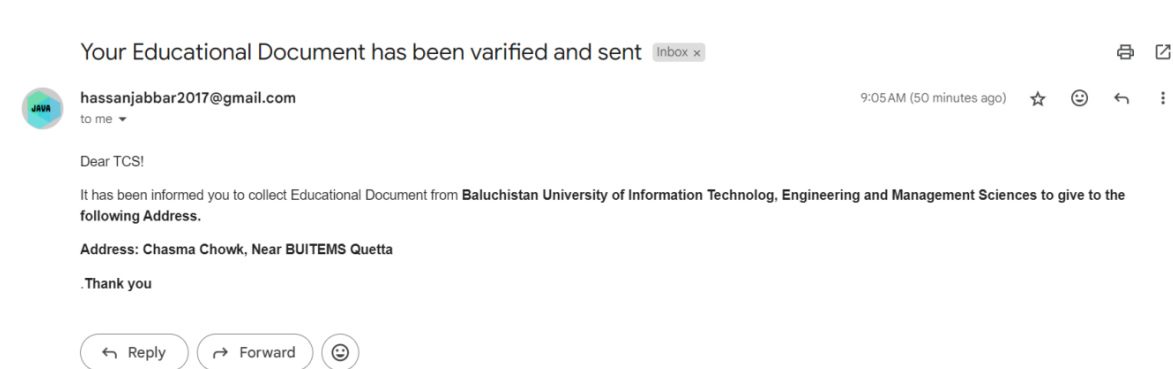 Your Educational Document has been varified and sent Inbox x
JAVA
hassanjabbar2017@gmail.com 9:05 AM (50 minutes ago)
to me
Dear TCS!
It has been informed you to collect Educational Document from Baluchistan University of Information Technolog, Engineering and Management Sciences to give to the
following Address.
Address: Chasma Chowk, Near BUITEMS Quetta
.Thank you
Reply Forward